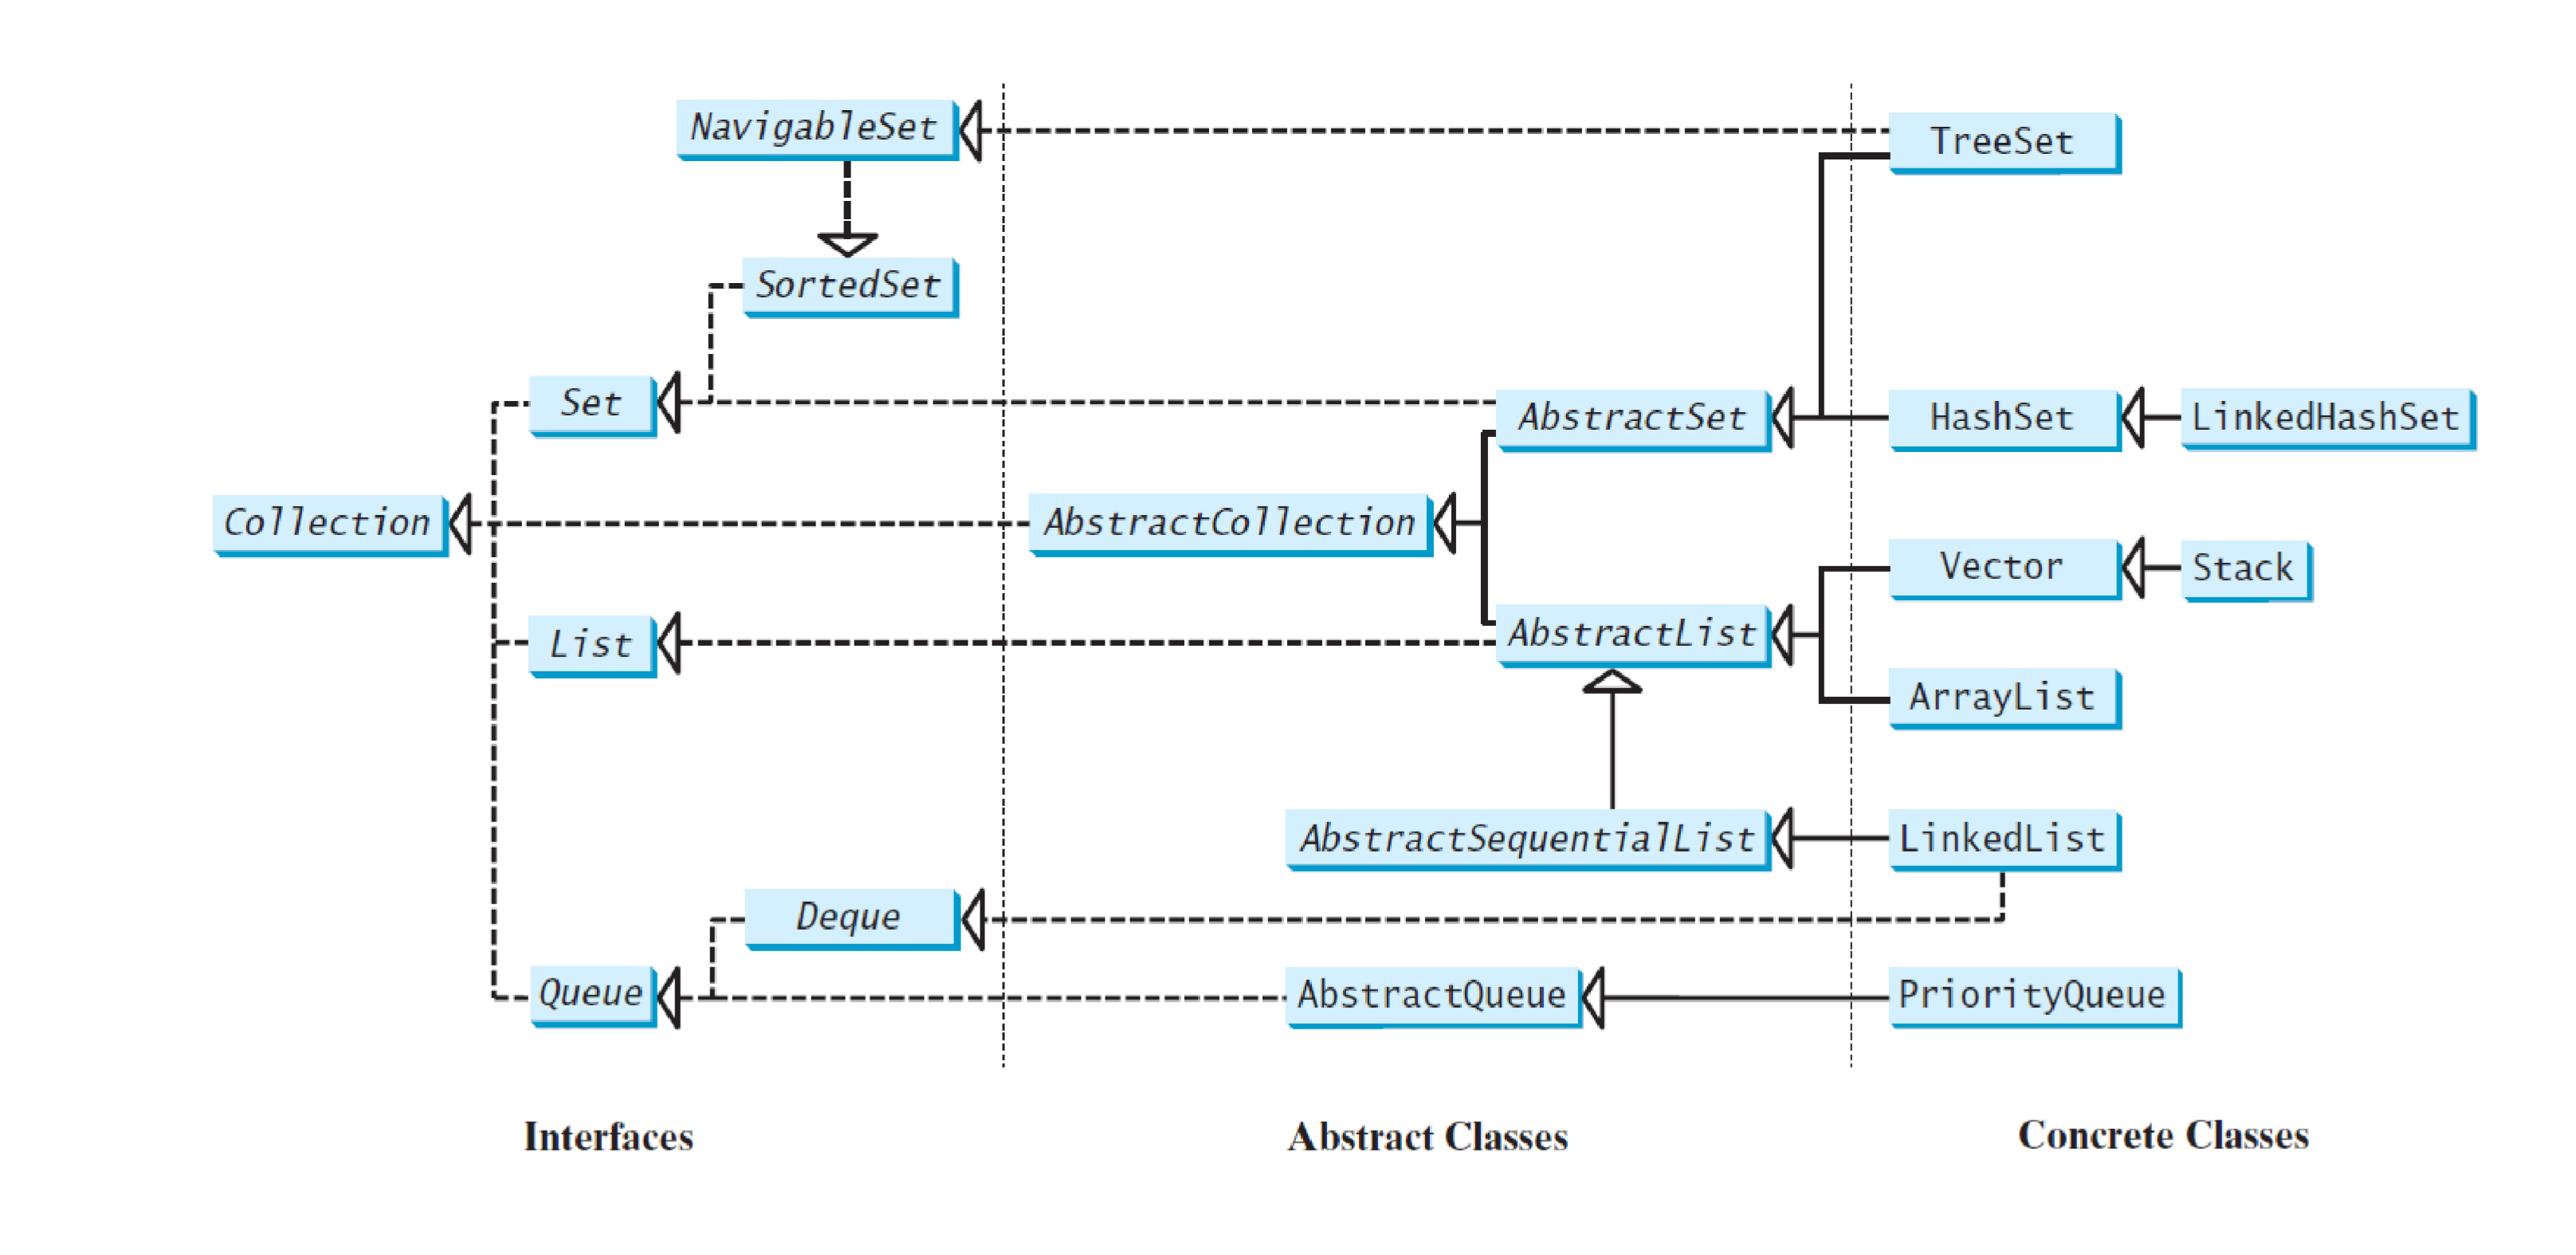 NavigableSet
TreeSet
SortedSet
Set
AbstractSet
HashSet
LinkedHashSet
Collection
AbstractCollection
Vector
Stack
List
AbstractList
ArrayList
AbstractSequentialList
LinkedList
Deque
Queue
AbstractQueue
PriorityQueue
Interfaces
Abstract Classes
Concrete Classes